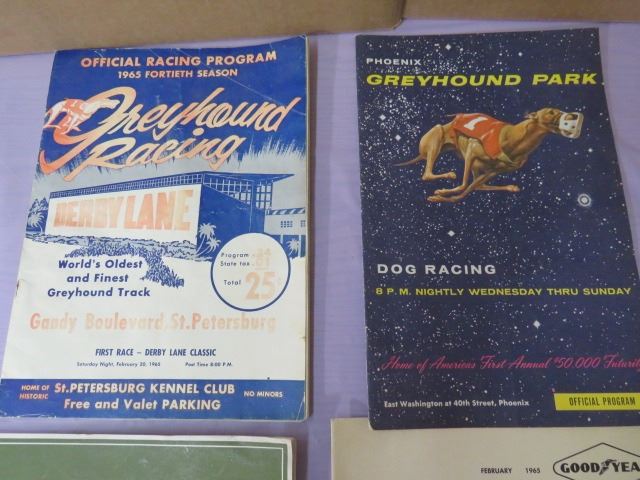 OFFICIAL RACING PROGRAM
1965 FORTIETH SEASON
Greyhound
Racing
DERBY LANE
World's Oldest
and Finest
Greyhound Track
Program 24
State tax 01
Total 25
Gandy Boulevard, St. Petersburg
FIRST RACE - DERBY LANE CLASSIC
Saturday Night, February 20, 1965 Post Time 8:00 P.M.
HOME OF
HISTORIC
St. PETERSBURG KENNEL CLUB
Free and Valet PARKING
NO MINORS
PHOENIX
GREYHOUND PARK
1
DOG RACING
8 P.M. NIGHTLY WEDNESDAY THRU SUNDAY
Home of America's First Annual $50,000 Futurity
East Washington at 40th Street, Phoenix
OFFICIAL PROGRAM
FEBRUARY 1965
GOODYEA